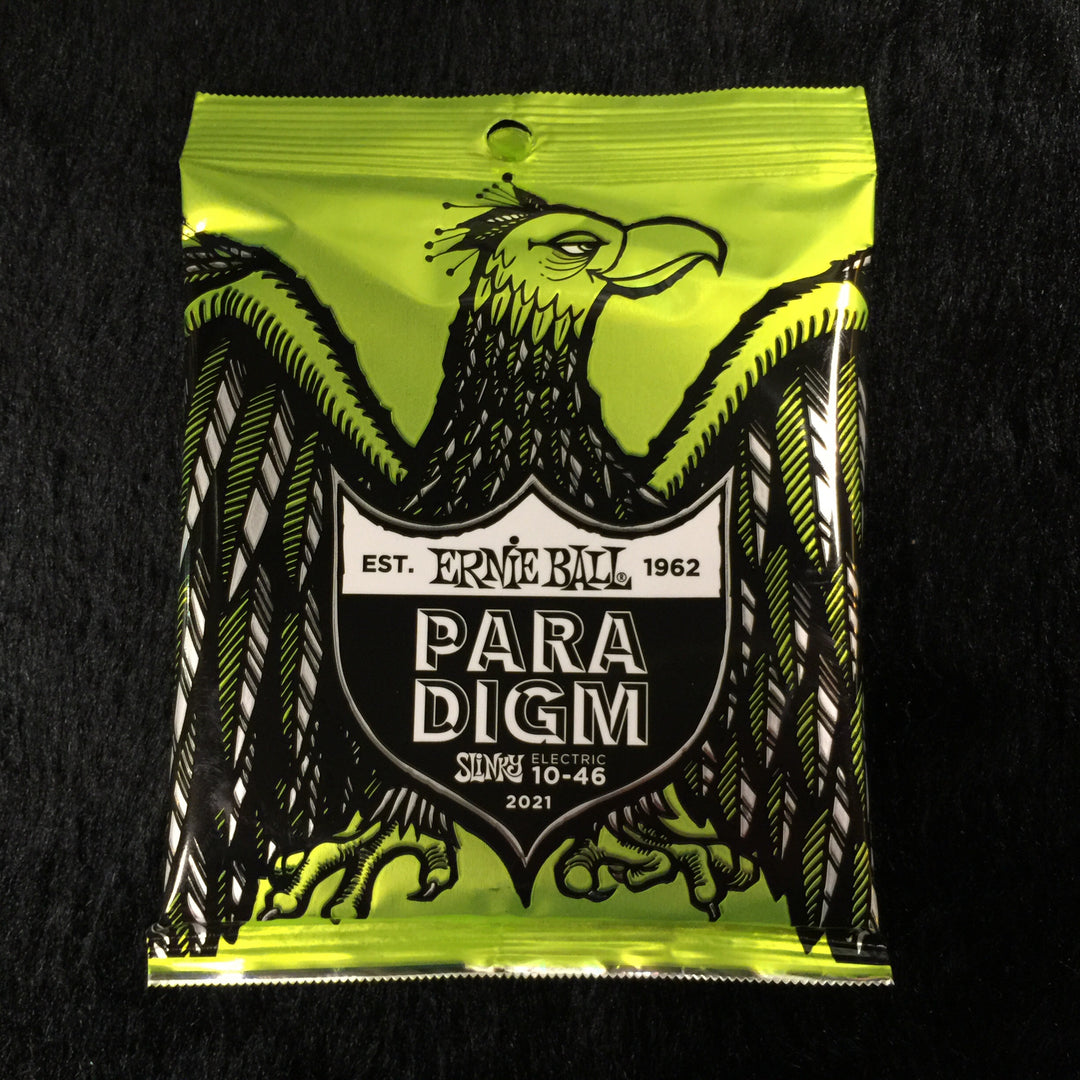 EST. ERNiE BALL® 1962
PARA
DIGM
SLiNKY ELECTRIC
10-46
2021